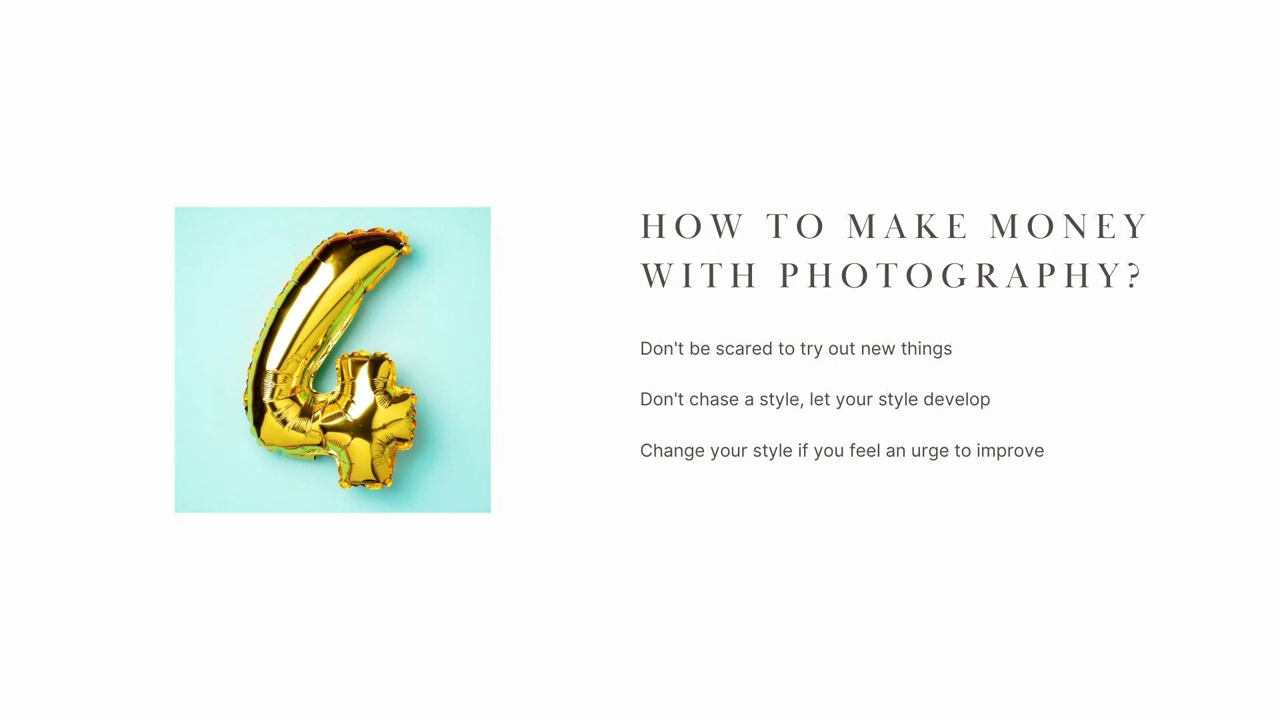 4
HOW TO MAKE MONEY
WITH PHOTOGRAPHY?
Don't be scared to try out new things
Don't chase a style, let your style develop
Change your style if you feel an urge to improve